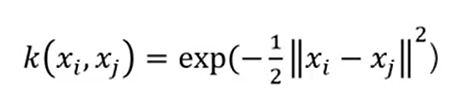 k(xᵢ, xⱼ) = exp(−½‖xᵢ − xⱼ‖²)